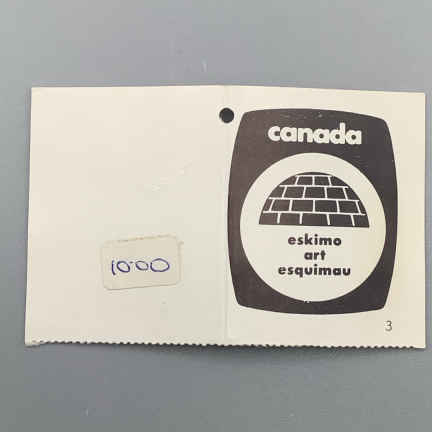 canada
eskimo
art
esquimau
3
10.00